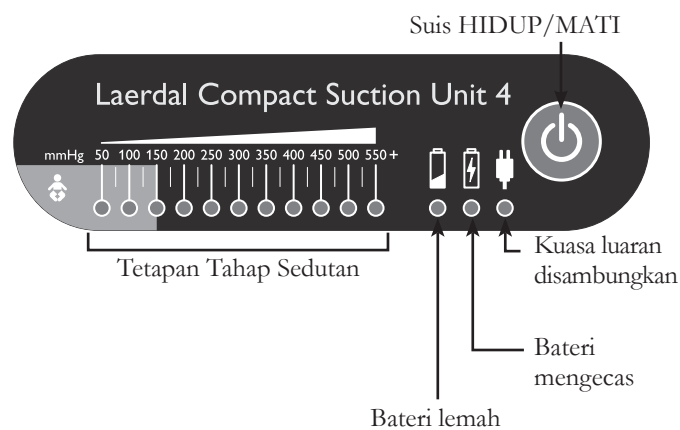 Suis HIDUP/MATI
Laerdal Compact Suction Unit 4
mmHg 50 100 150 200 250 300 350 400 450 500 550+
Tetapan Tahap Sedutan
Kuasa luaran
disambungkan
Bateri
mengecas
Bateri lemah